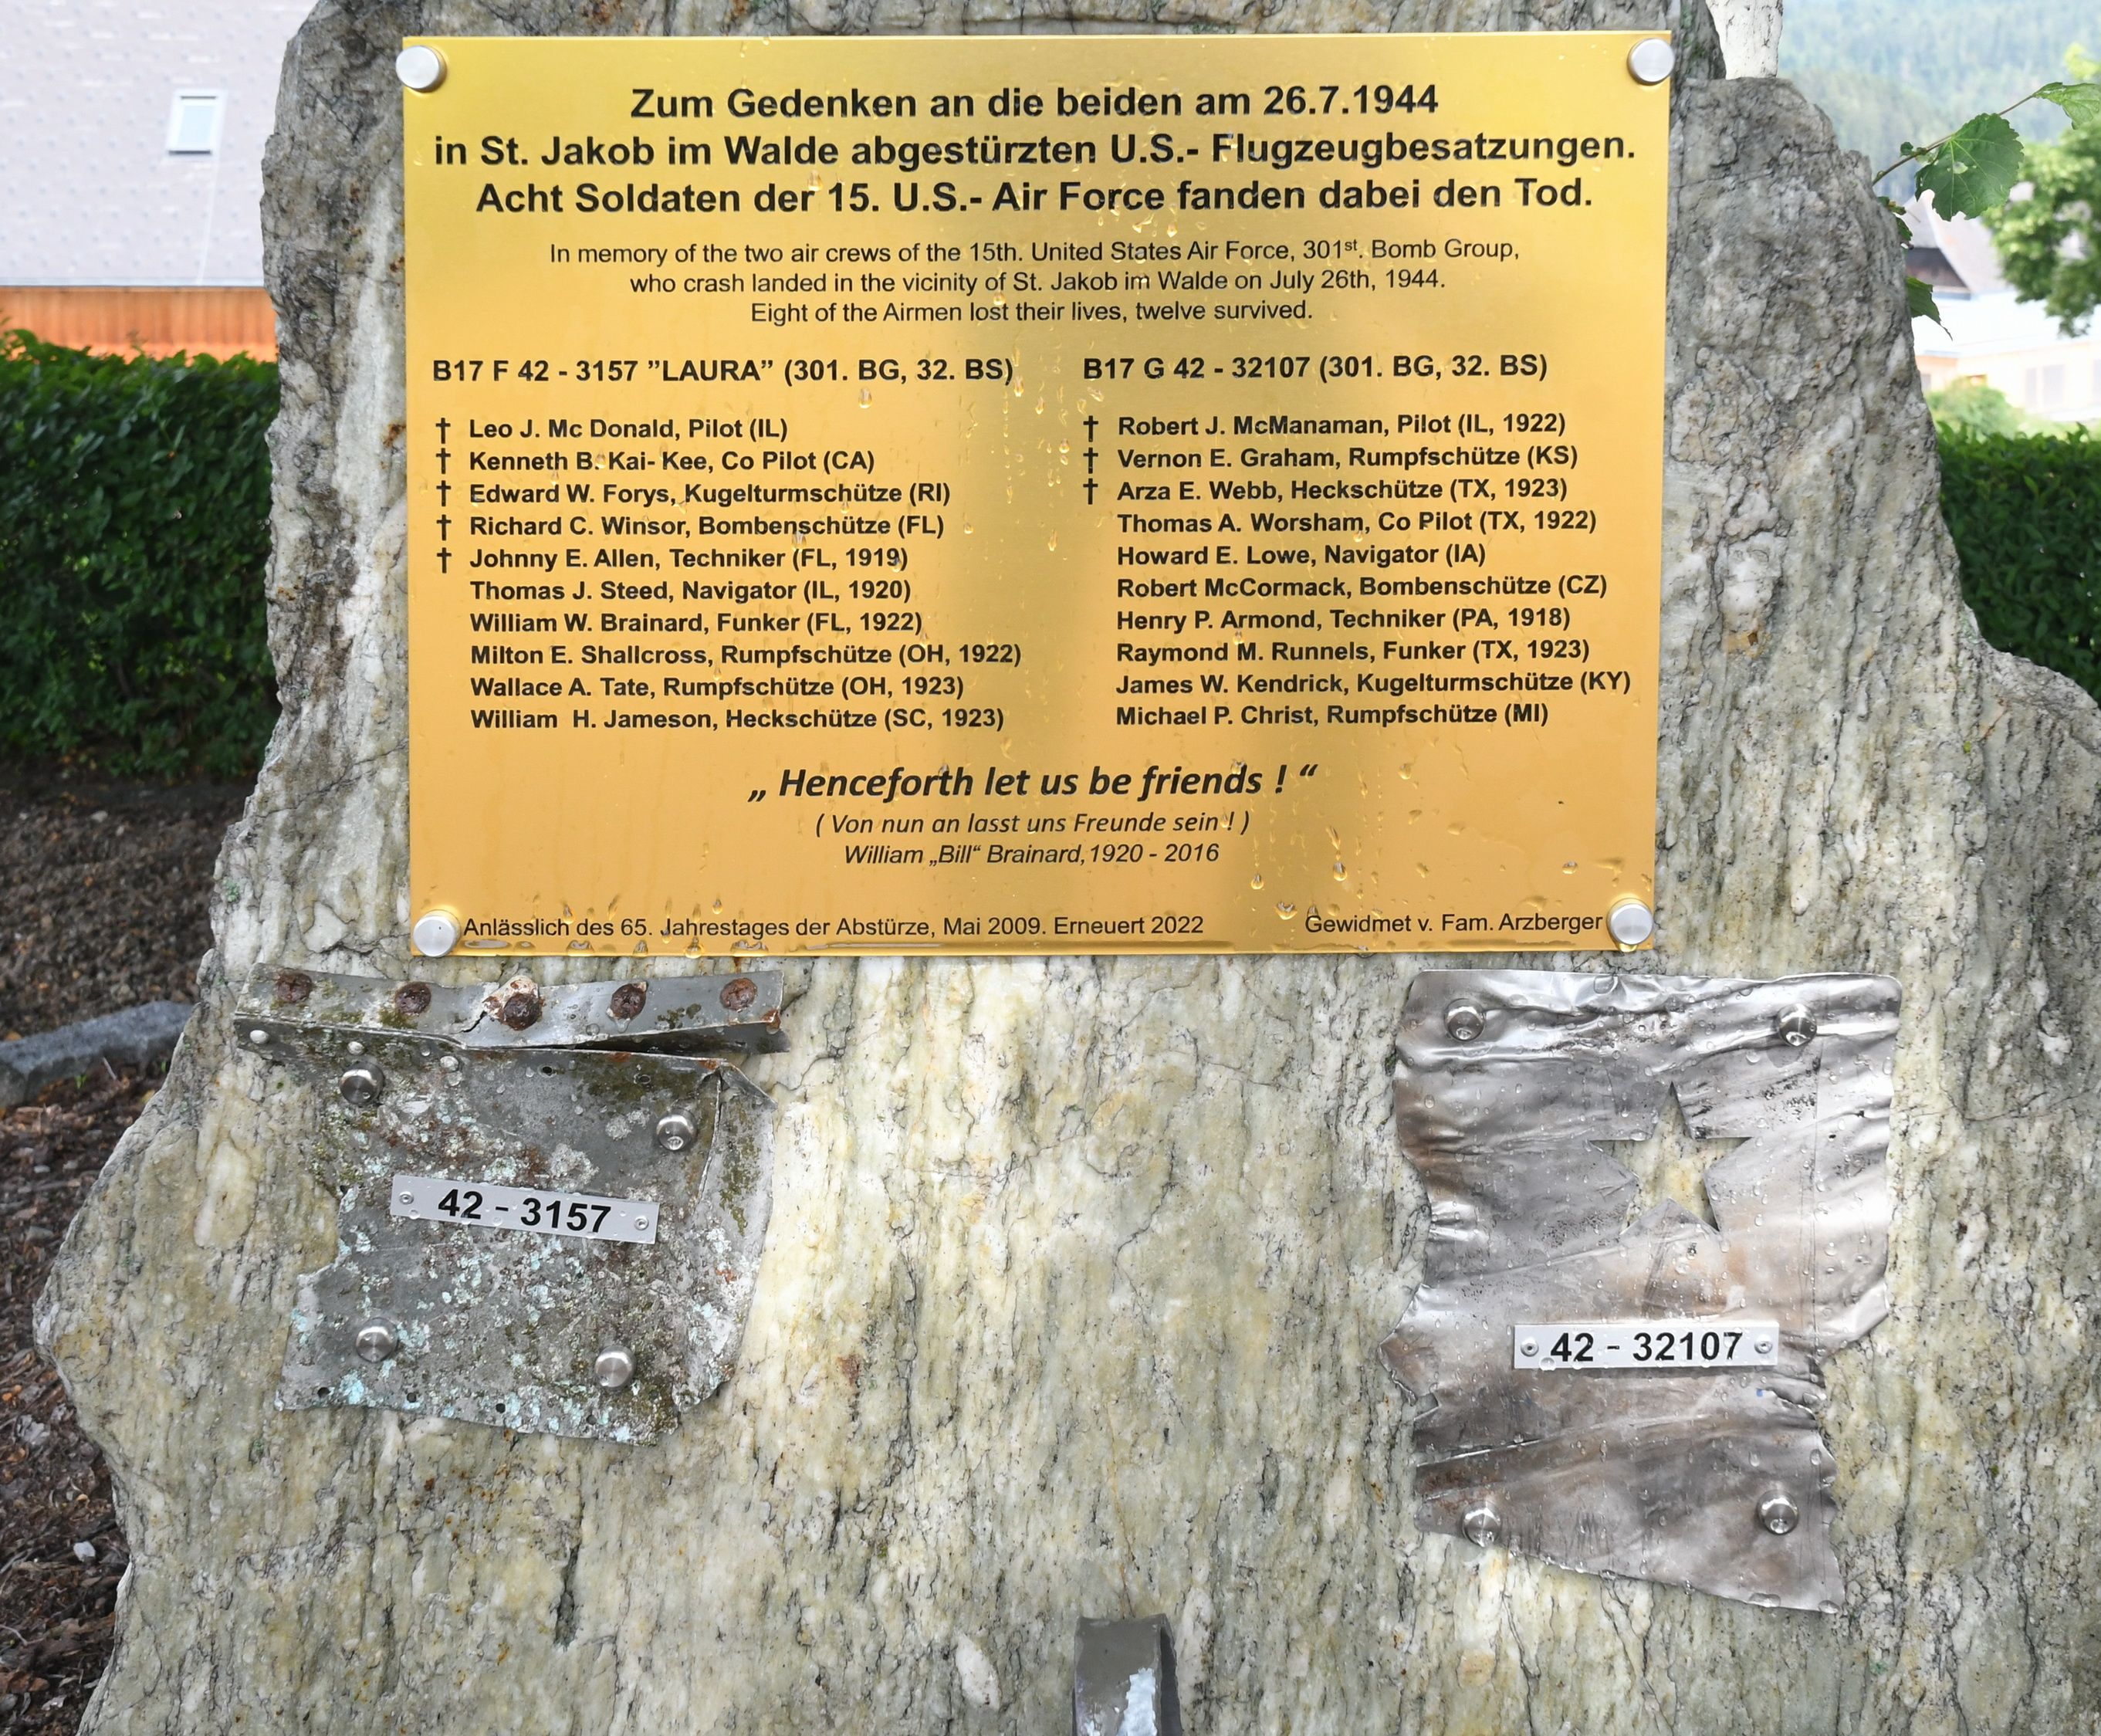 Zum Gedenken an die beiden am 26.7.1944
in St. Jakob im Walde abgestürzten U.S.- Flugzeugbesatzungen.
Acht Soldaten der 15. U.S.- Air Force fanden dabei den Tod.
In memory of the two air crews of the 15th. United States Air Force, 301st. Bomb Group,
who crash landed in the vicinity of St. Jakob im Walde on July 26th, 1944.
Eight of the Airmen lost their lives, twelve survived.
B17 F 42 - 3157 ”LAURA” (301. BG, 32. BS)
† Leo J. Mc Donald, Pilot (IL)
† Kenneth B. Kai- Kee, Co Pilot (CA)
† Edward W. Forys, Kugelturmschütze (RI)
† Richard C. Winsor, Bombenschütze (FL)
† Johnny E. Allen, Techniker (FL, 1919)
Thomas J. Steed, Navigator (IL, 1920)
William W. Brainard, Funker (FL, 1922)
Milton E. Shallcross, Rumpfschütze (OH, 1922)
Wallace A. Tate, Rumpfschütze (OH, 1923)
William H. Jameson, Heckschütze (SC, 1923)
B17 G 42 - 32107 (301. BG, 32. BS)
† Robert J. McManaman, Pilot (IL, 1922)
† Vernon E. Graham, Rumpfschütze (KS)
† Arza E. Webb, Heckschütze (TX, 1923)
Thomas A. Worsham, Co Pilot (TX, 1922)
Howard E. Lowe, Navigator (IA)
Robert McCormack, Bombenschütze (CZ)
Henry P. Armond, Techniker (PA, 1918)
Raymond M. Runnels, Funker (TX, 1923)
James W. Kendrick, Kugelturmschütze (KY)
Michael P. Christ, Rumpfschütze (MI)
„ Henceforth let us be friends ! “
( Von nun an lasst uns Freunde sein ! )
William „Bill“ Brainard, 1920 - 2016
Anlässlich des 65. Jahrestages der Abstürze, Mai 2009. Erneuert 2022
Gewidmet v. Fam. Arzberger
42 - 3157
42 - 32107